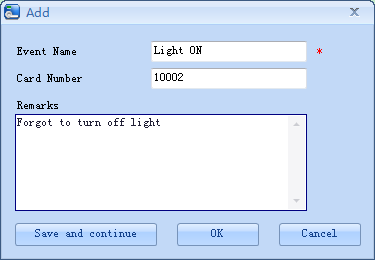 Add
Event Name Light ON *
Card Number 10002
Remarks
Forgot to turn off light
Save and continue OK Cancel